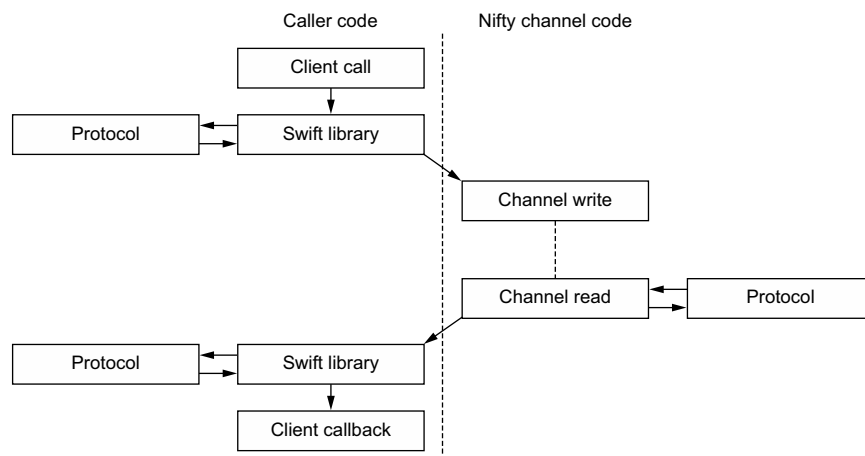 Caller code
Nifty channel code
Client call
Protocol
Swift library
Channel write
Channel read
Protocol
Protocol
Swift library
Client callback